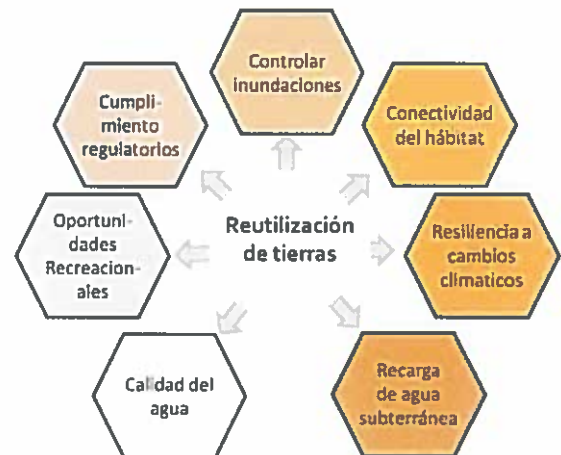 Controlar
inundaciones
Cumpli-
miento
regulatorios
Conectividad
del hábitat
Oportuni-
dades
Recreacion-
ales
Reutilización
de tierras
Resiliencia a
cambios
climaticos
Calidad del
agua
Recarga
de agua
subterránea